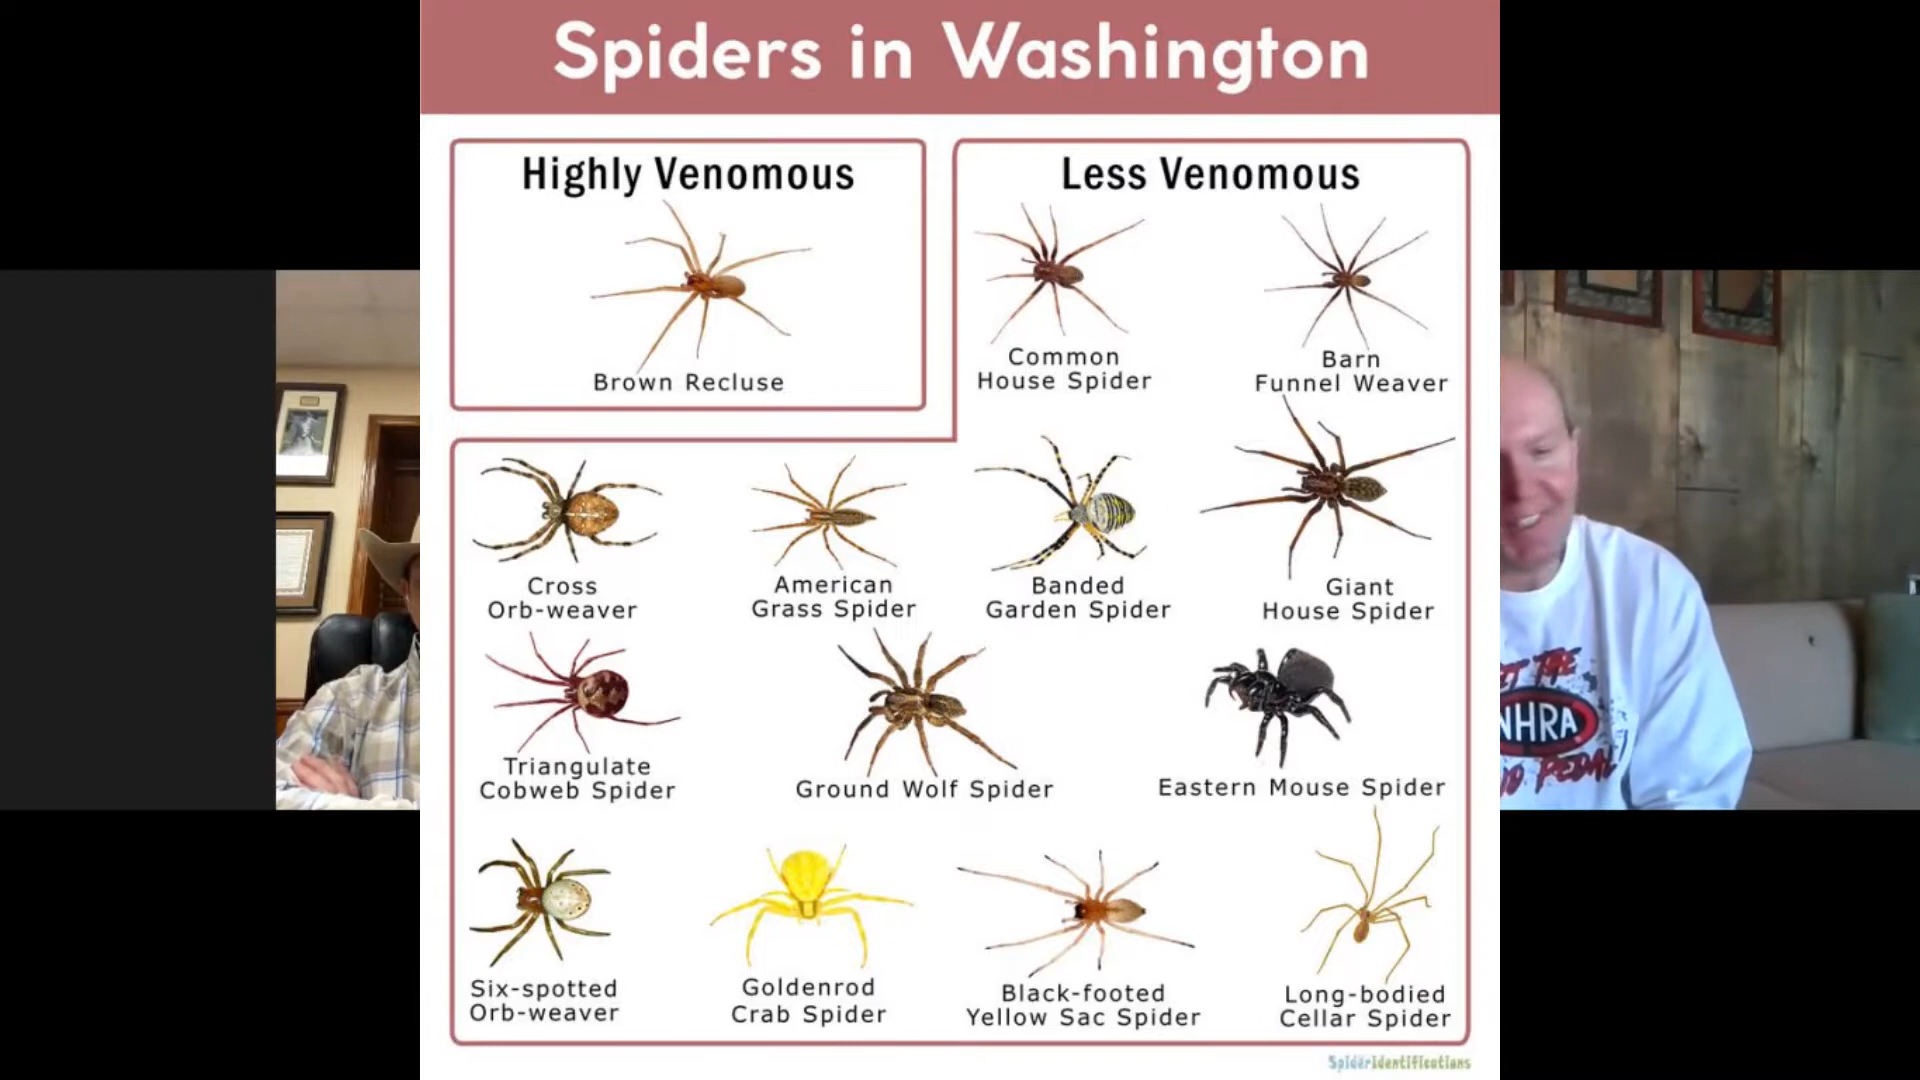 Spiders in Washington
Highly Venomous
Brown Recluse
Less Venomous
Common
House Spider
Barn
Funnel Weaver
Cross
Orb-weaver
American
Grass Spider
Banded
Garden Spider
Giant
House Spider
Triangulate
Cobweb Spider
Ground Wolf Spider
Eastern Mouse Spider
Six-spotted
Orb-weaver
Goldenrod
Crab Spider
Black-footed
Yellow Sac Spider
Long-bodied
Cellar Spider
SpiderIdentifications
THE
NHRA
PEDAL